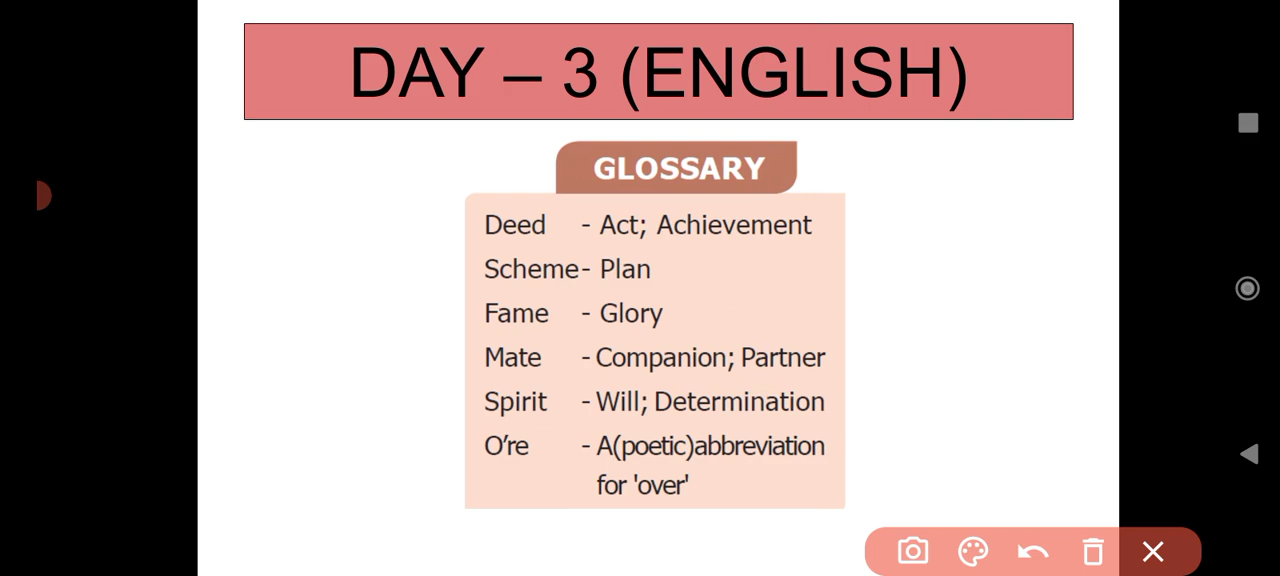 DAY – 3 (ENGLISH)
GLOSSARY
Deed - Act; Achievement
Scheme - Plan
Fame - Glory
Mate - Companion; Partner
Spirit - Will; Determination
O’re - A(poetic)abbreviation
for 'over'